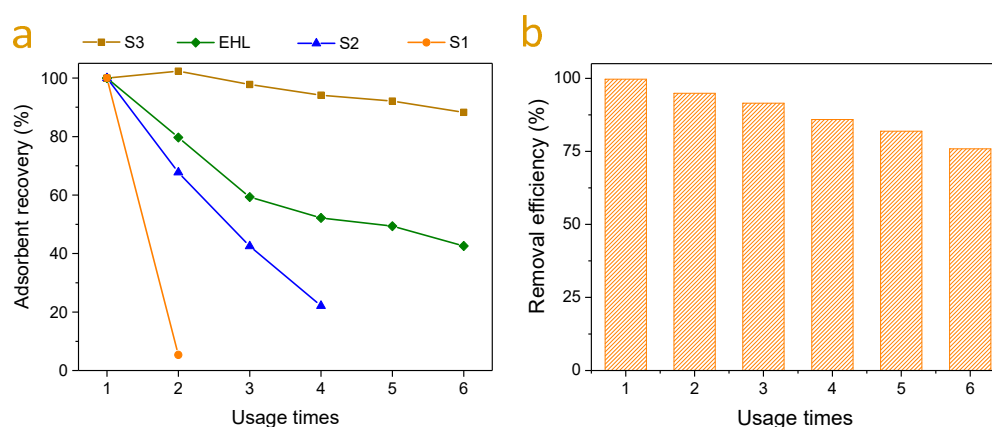 a
S3 EHL S2 S1
Adsorbent recovery (%)
100
80
60
40
20
0
1 2 3 4 5 6
Usage times
b
Removal efficiency (%)
100
75
50
25
0
1 2 3 4 5 6
Usage times